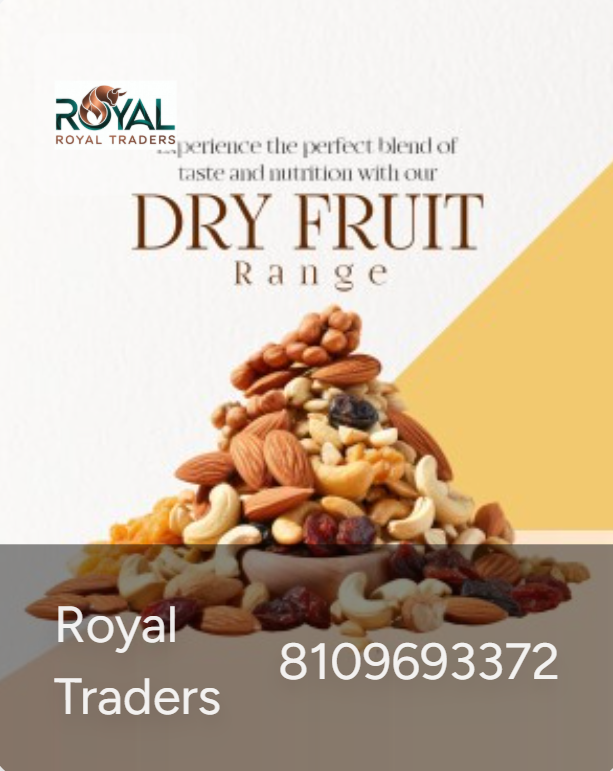 ROYAL
ROYAL TRADERS
perience the perfect blend of
taste and nutrition with our
DRY FRUIT
Range
Royal
Traders
8109693372